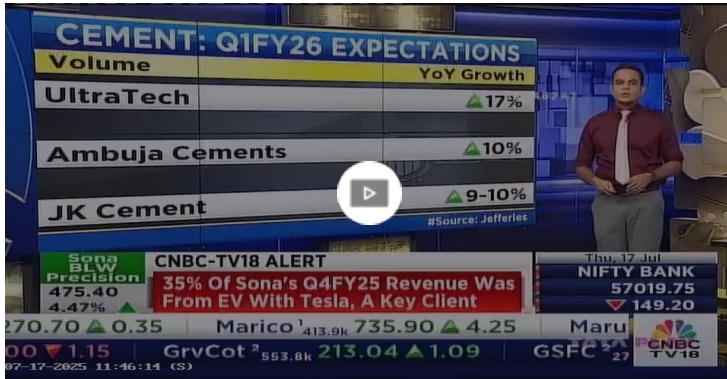 CEMENT: Q1FY26 EXPECTATIONS
Volume YoY Growth
UltraTech 17%
Ambuja Cements 10%
JK Cement 9-10%
#Source: Jefferies
Sona BLW Precision
475.40
4.47%
CNBC-TV18 ALERT
35% Of Sona's Q4FY25 Revenue Was
From EV With Tesla, A Key Client
Thu, 17 Jul
NIFTY BANK
57019.75
149.20
270.70 0.35 Marico 1 413.9k 735.90 4.25 Maru
00 1.15 GrvCot 2 553.8k 213.04 1.09 GSFC 2 27
CNBC
TV18
07-17-2025 11:46:14 (S)